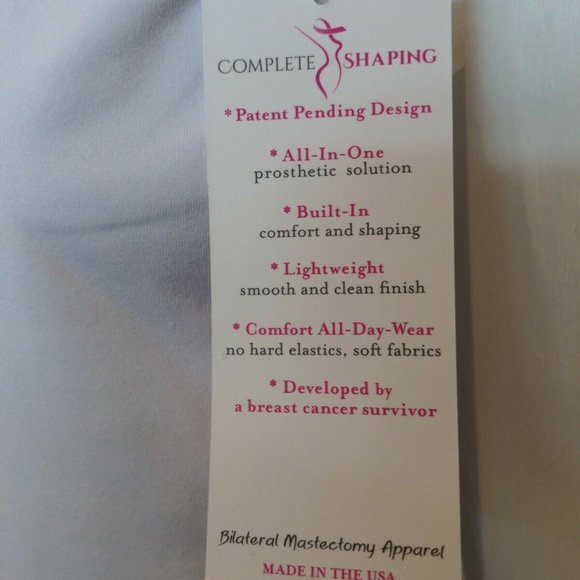 COMPLETE SHAPING
* Patent Pending Design
* All-In-One
prosthetic solution
* Built-In
comfort and shaping
* Lightweight
smooth and clean finish
* Comfort All-Day-Wear
no hard elastics, soft fabrics
* Developed by
a breast cancer survivor
Bilateral Mastectomy Apparel
MADE IN THE USA